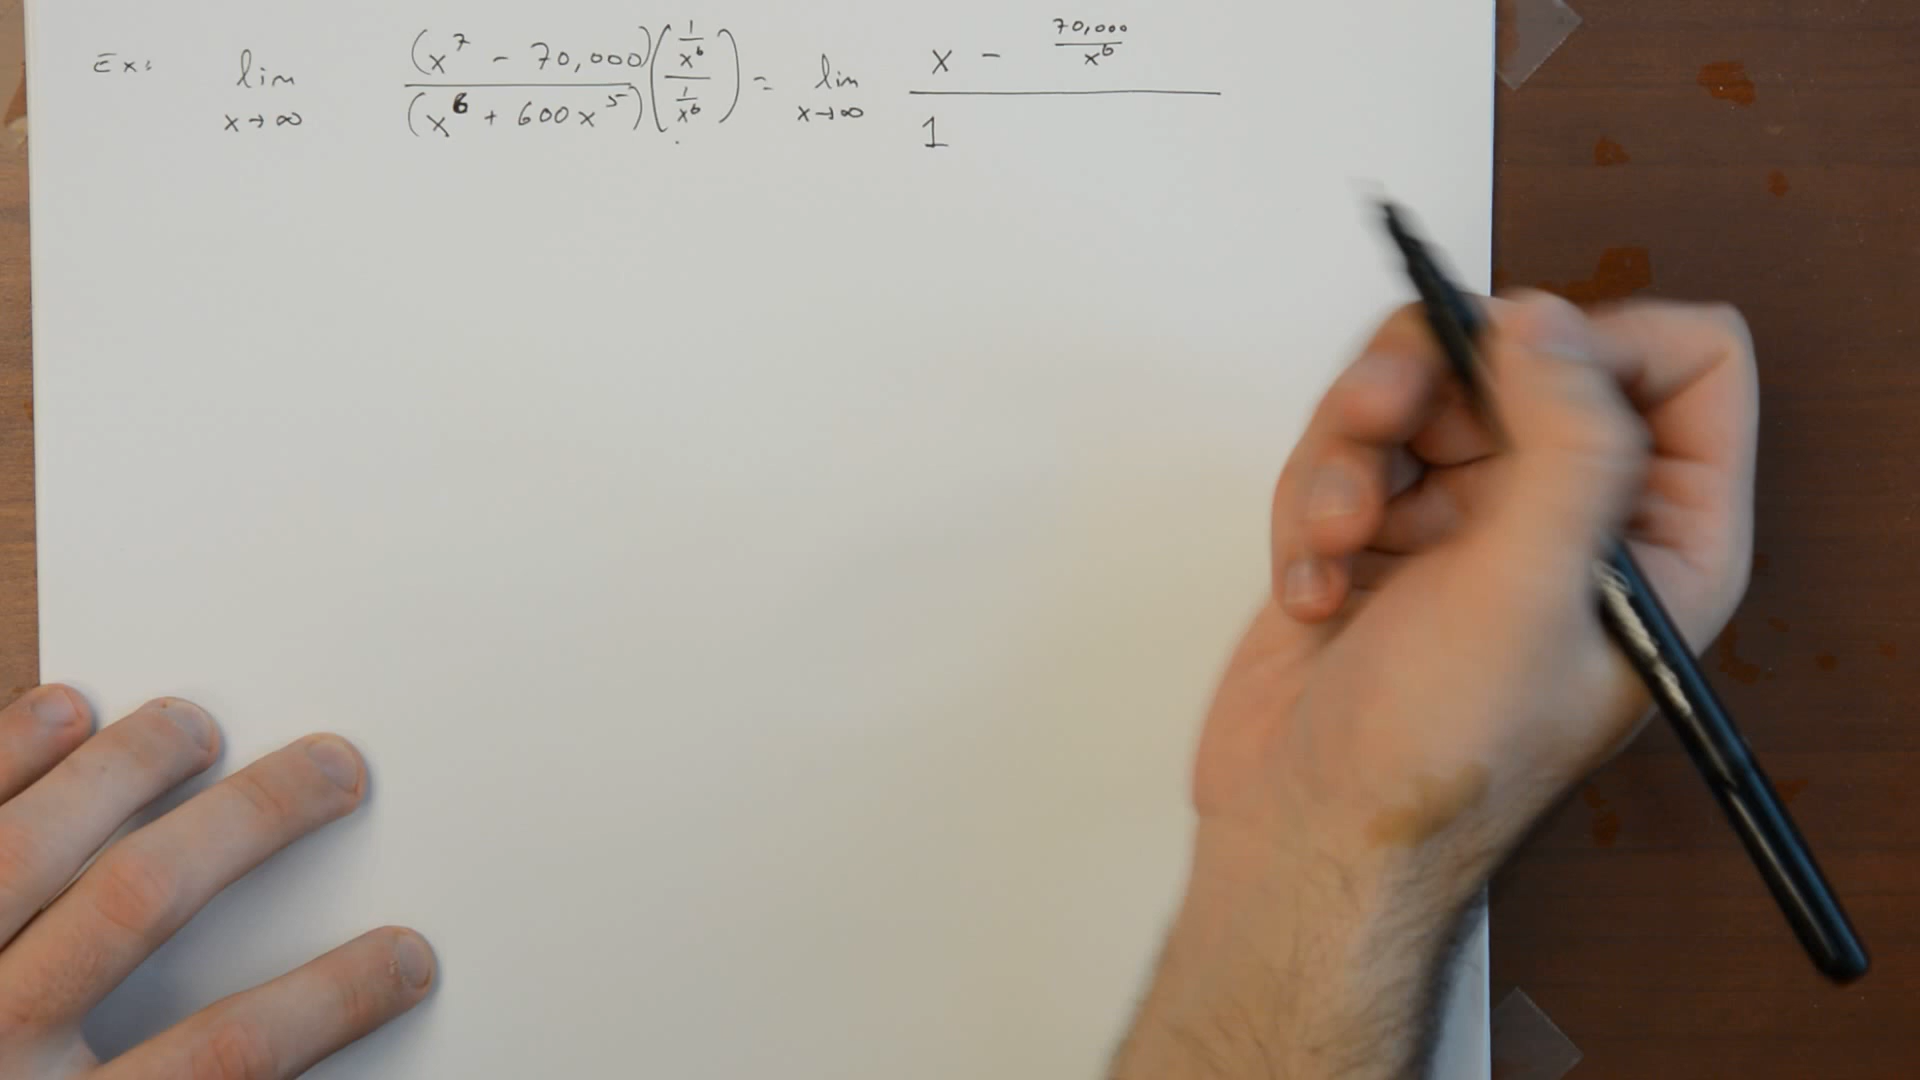 Ex: lim x→∞ (x^7 - 70,000)/(x^6 + 600x^5) ((1/x^6)/(1/x^6)) = lim x→∞ (x - 70,000/x^6)/1